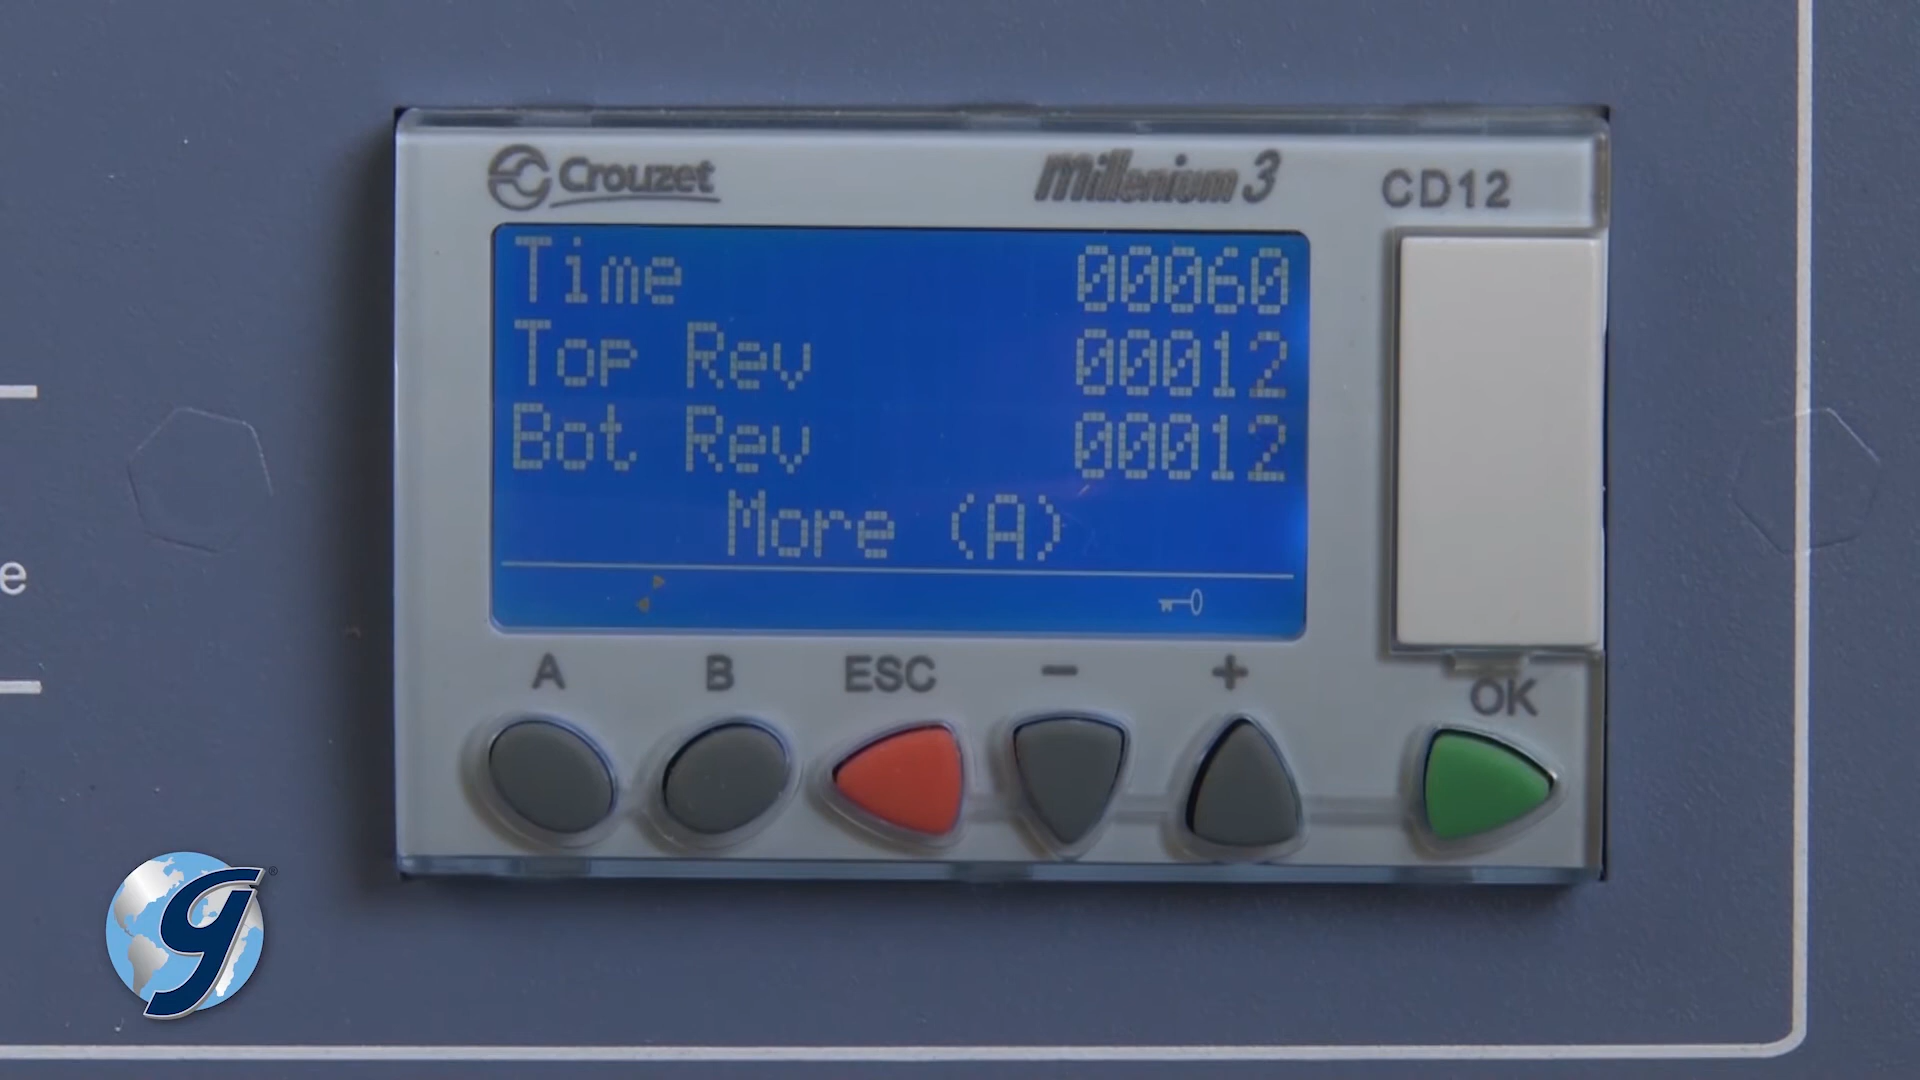 Crouzet
Millenium 3
CD12
Time 00060
Top Rev 00012
Bot Rev 00012
More (A)
A
B
ESC
−
+
OK
e
g
®